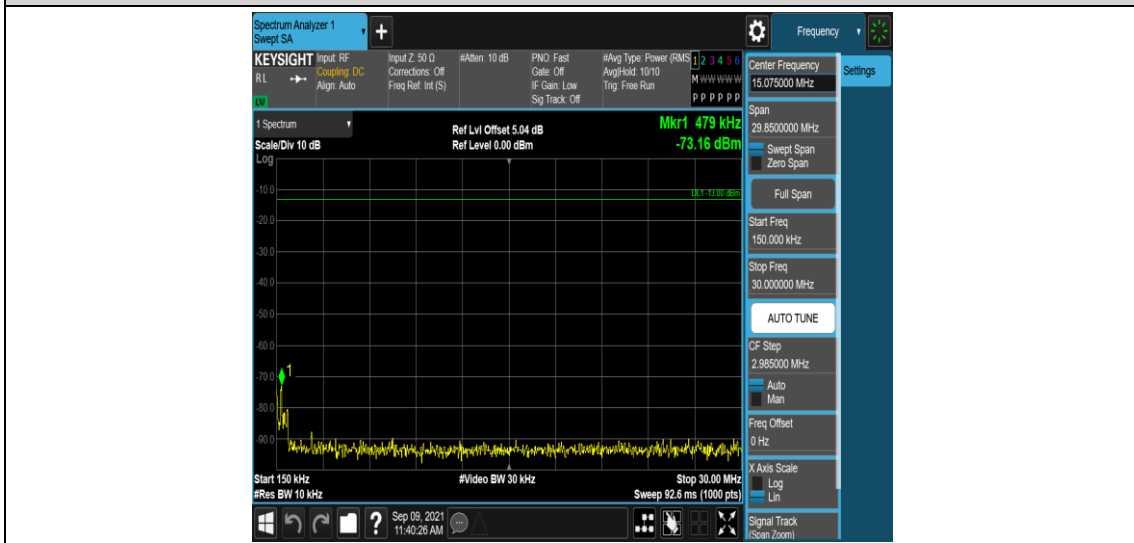 Spectrum Analyzer 1
Swept SA
+
Frequency
KEYSIGHT
RL
LXI
Input: RF
Coupling: DC
Align: Auto
Input Z: 50 Ω
Corrections: Off
Freq Ref: Int (S)
#Atten: 10 dB
PNO: Fast
Gate: Off
IF Gain: Low
Sig Track: Off
#Avg Type: Power (RMS
Avg|Hold: 10/10
Trig: Free Run
1 2 3 4 5 6
M W W W W W
P P P P P P
1 Spectrum
Scale/Div 10 dB
Log
Ref Lvl Offset 5.04 dB
Ref Level 0.00 dBm
Mkr1 479 kHz
-73.16 dBm
DL1 -13.00 dBm
-10.0
-20.0
-30.0
-40.0
-50.0
-60.0
-70.0
-80.0
-90.0
1
Start 150 kHz
#Res BW 10 kHz
#Video BW 30 kHz
Stop 30.00 MHz
Sweep 92.6 ms (1000 pts)
Center Frequency
15.075000 MHz
Settings
Span
29.8500000 MHz
Swept Span
Zero Span
Full Span
Start Freq
150.000 kHz
Stop Freq
30.000000 MHz
AUTO TUNE
CF Step
2.985000 MHz
Auto
Man
Freq Offset
0 Hz
X Axis Scale
Log
Lin
Signal Track
(Span Zoom)
?
Sep 09, 2021
11:40:26 AM